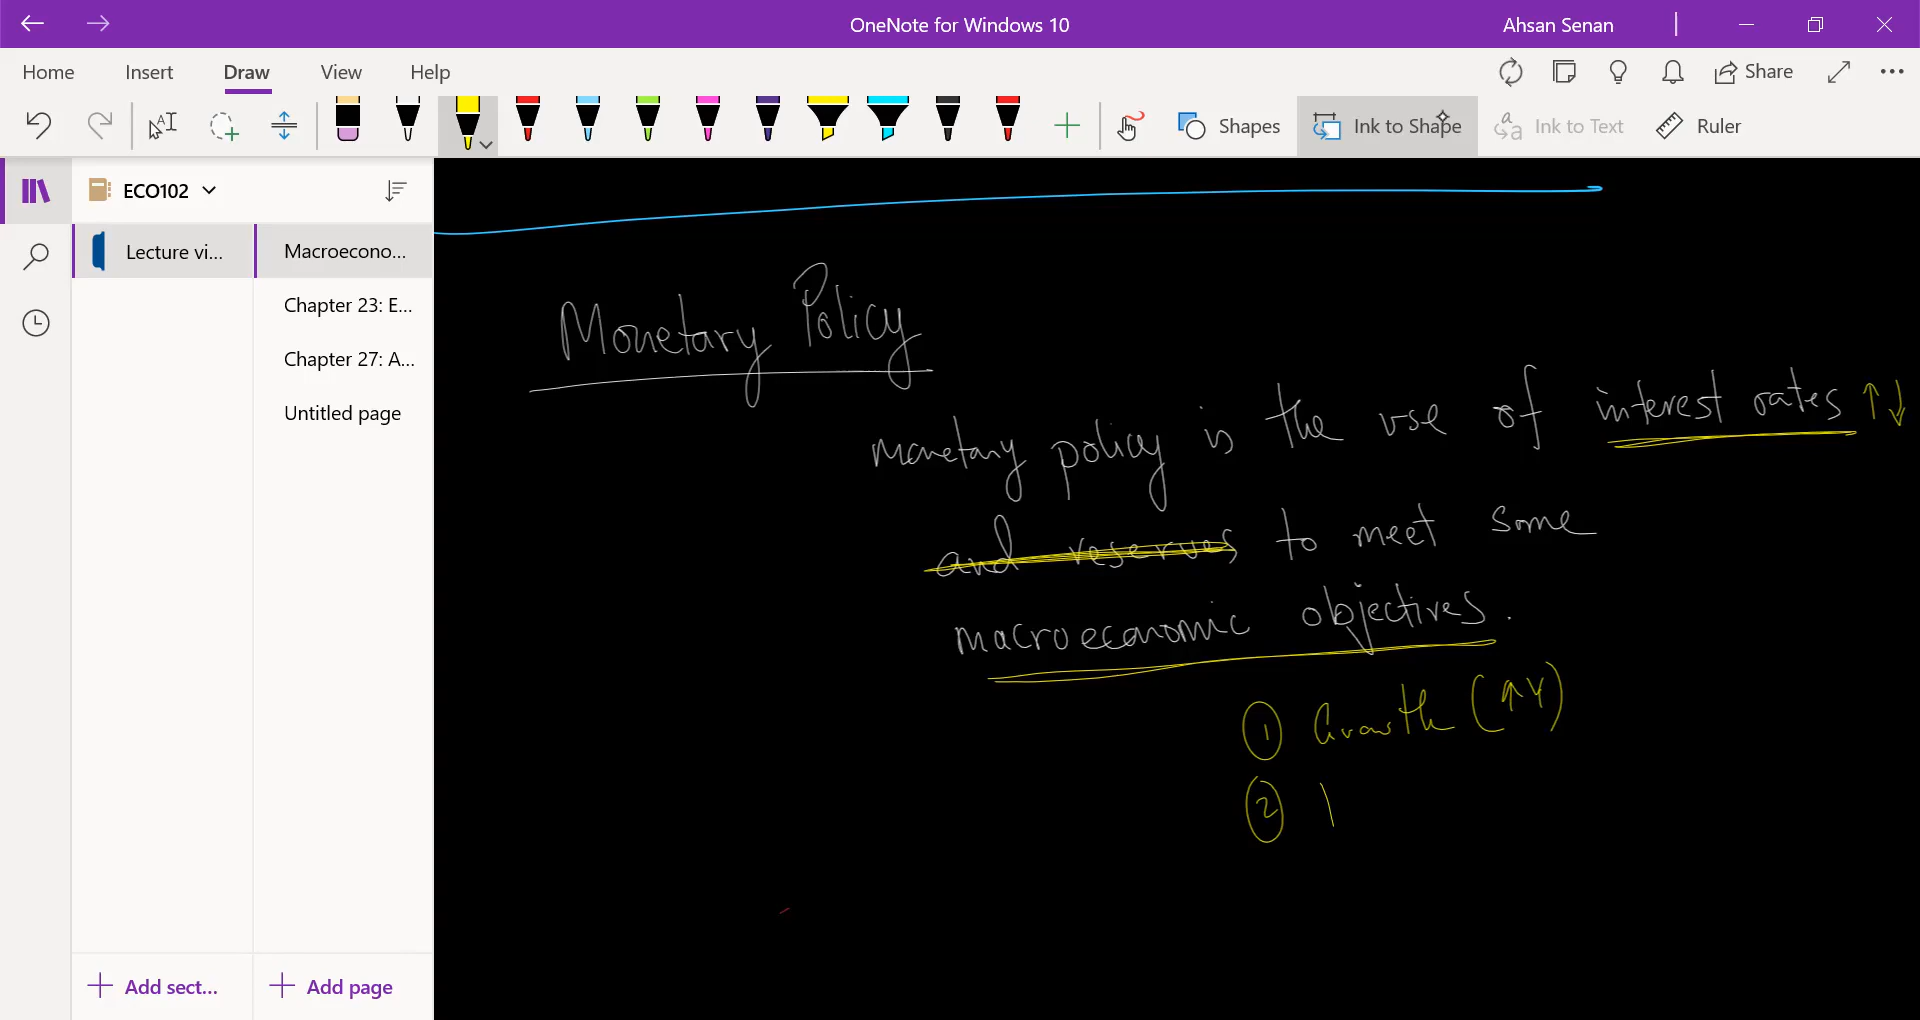 OneNote for Windows 10
Ahsan Senan
Home Insert Draw View Help
Share
Shapes
Ink to Shape
Ink to Text
Ruler
ECO102
Lecture vi...
Macroecono...
Chapter 23: E...
Chapter 27: A...
Untitled page
Add sect...
Add page
Monetary Policy
Monetary policy is the use of interest rates ↑↓
and reserves to meet some
macroeconomic objectives.
① Growth (↑Y)
②